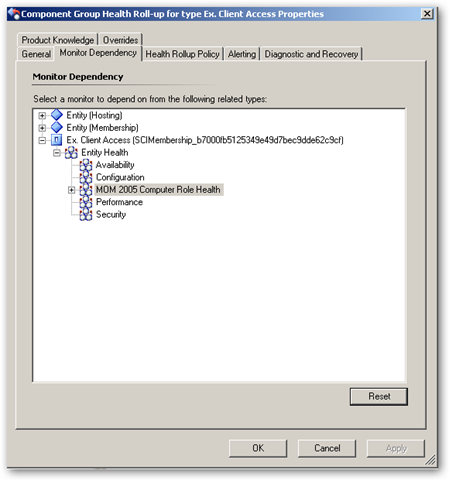 Component Group Health Roll-up for type Ex. Client Access Properties
Product Knowledge Overrides
General Monitor Dependency Health Rollup Policy Alerting Diagnostic and Recovery
Monitor Dependency
Select a monitor to depend on from the following related types:
Entity (Hosting)
Entity (Membership)
Ex. Client Access (SCIMembership_b7000fb5125349e49d7bec9dde62c9cf)
Entity Health
Availability
Configuration
MOM 2005 Computer Role Health
Performance
Security
Reset
OK Cancel Apply